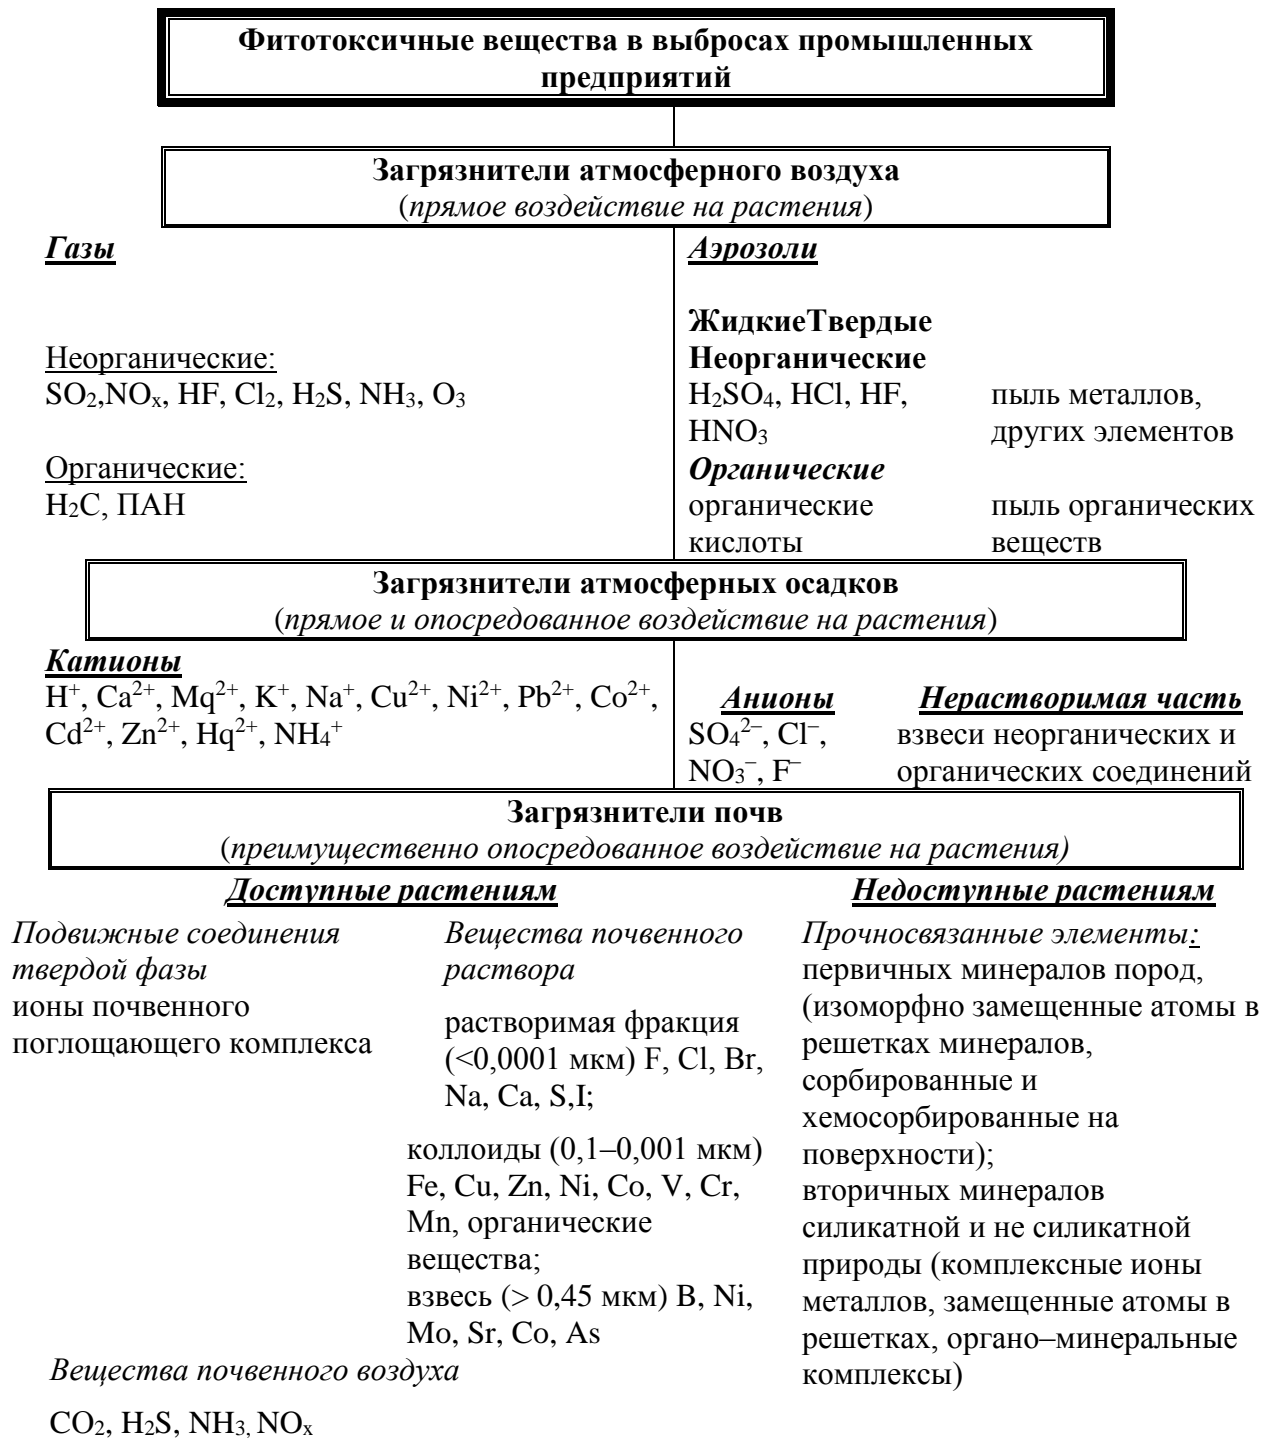 Фитотоксичные вещества в выбросах промышленных
предприятий
Загрязнители атмосферного воздуха
(прямое воздействие на растения)
Газы
Неорганические:
SO₂,NOₓ, HF, Cl₂, H₂S, NH₃, O₃
Органические:
H₂C, ПАН
Аэрозоли
ЖидкиеТвердые
Неорганические
H₂SO₄, HCl, HF,
HNO₃
пыль металлов,
других элементов
Органические
органические
кислоты
пыль органических
веществ
Загрязнители атмосферных осадков
(прямое и опосредованное воздействие на растения)
Катионы
H⁺, Ca²⁺, Mq²⁺, K⁺, Na⁺, Cu²⁺, Ni²⁺, Pb²⁺, Co²⁺,
Cd²⁺, Zn²⁺, Hq²⁺, NH₄⁺
Анионы
SO₄²⁻, Cl⁻,
NO₃⁻, F⁻
Нерастворимая часть
взвеси неорганических и
органических соединений
Загрязнители почв
(преимущественно опосредованное воздействие на растения)
Доступные растениям
Подвижные соединения
твердой фазы
ионы почвенного
поглощающего комплекса
Вещества почвенного
раствора
растворимая фракция
(<0,0001 мкм) F, Cl, Br,
Na, Ca, S,I;
коллоиды (0,1–0,001 мкм)
Fe, Cu, Zn, Ni, Co, V, Cr,
Mn, органические
вещества;
взвесь (> 0,45 мкм) B, Ni,
Mo, Sr, Co, As
Вещества почвенного воздуха
CO₂, H₂S, NH₃, NOₓ
Недоступные растениям
Прочносвязанные элементы:
первичных минералов пород,
(изоморфно замещенные атомы в
решетках минералов,
сорбированные и
хемосорбированные на
поверхности);
вторичных минералов
силикатной и не силикатной
природы (комплексные ионы
металлов, замещенные атомы в
решетках, органо–минеральные
комплексы)